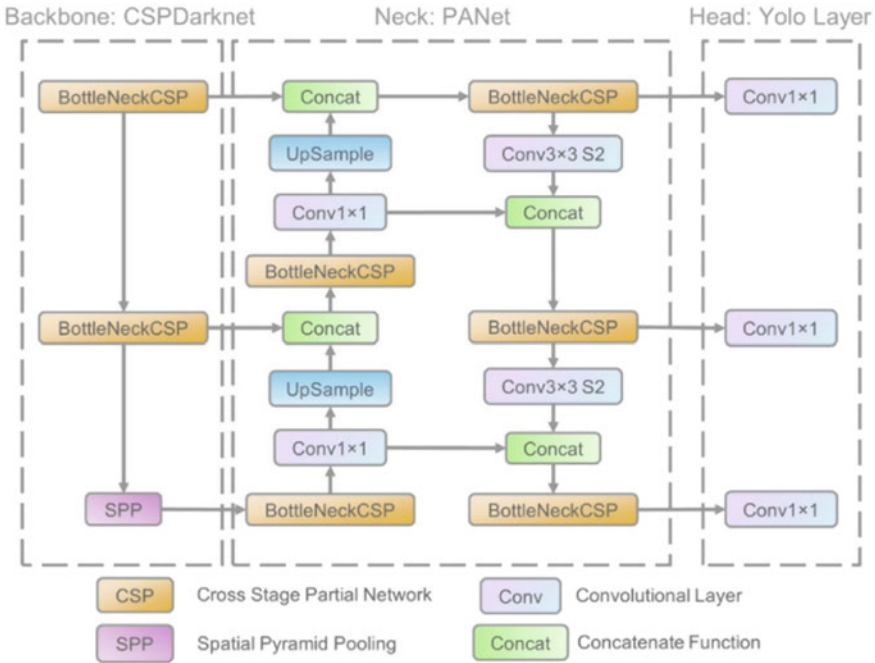 Backbone: CSPDarknet Neck: PANet Head: Yolo Layer
BottleNeckCSP Concat BottleNeckCSP Conv1×1
UpSample Conv3×3 S2
Conv1×1 Concat
BottleNeckCSP
BottleNeckCSP Concat BottleNeckCSP Conv1×1
UpSample Conv3×3 S2
Conv1×1 Concat
SPP BottleNeckCSP BottleNeckCSP Conv1×1
CSP Cross Stage Partial Network Conv Convolutional Layer
SPP Spatial Pyramid Pooling Concat Concatenate Function